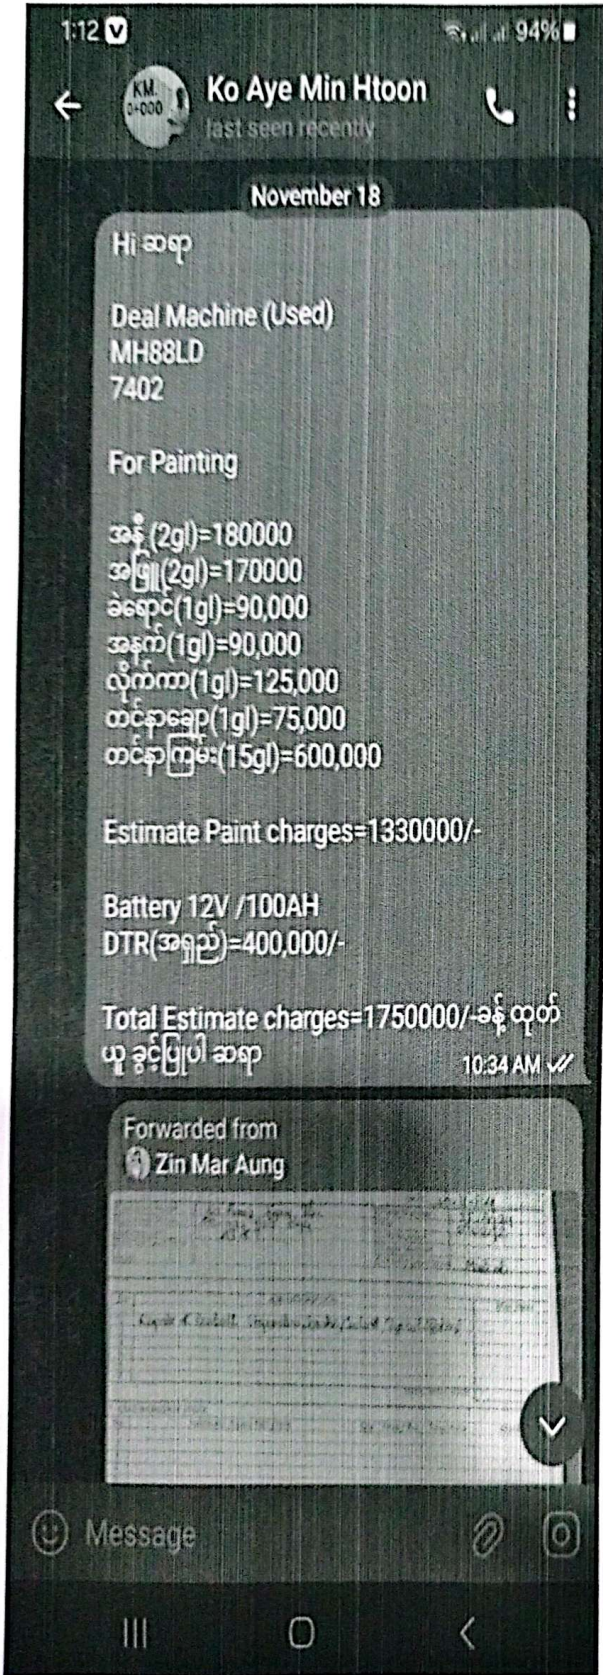 1:12
94%
KM.
0+000
Ko Aye Min Htoon
last seen recently
November 18
Hi ဆရာ
Deal Machine (Used)
MH88LD
7402
For Painting
အနီ (2gl)=180000
အဖြူ(2gl)=170000
ခဲရောင်(1gl)=90,000
အနက်(1gl)=90,000
လိုက်ကာ(1gl)=125,000
တင်နာချော(1gl)=75,000
တင်နာကြမ်း(15gl)=600,000
Estimate Paint charges=1330000/-
Battery 12V /100AH
DTR(အရှည်)=400,000/-
Total Estimate charges=1750000/-ခန့် ထုတ်
ယူ ခွင့်ပြုပါ ဆရာ
10:34 AM
Forwarded from
Zin Mar Aung
Message